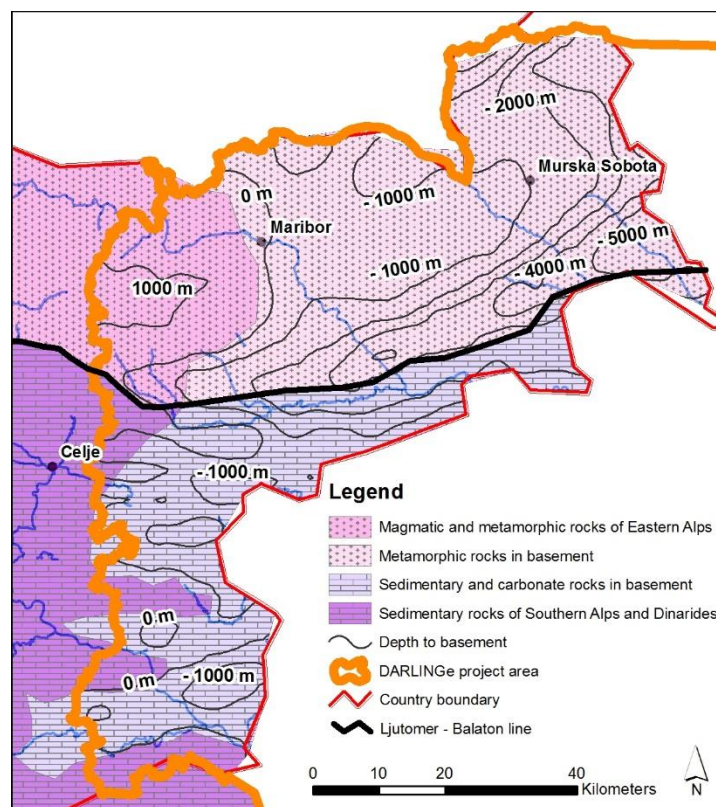 - 2000 m
Murska Sobota
0 m
- 1000 m
Maribor
- 5000 m
- 1000 m
- 4000 m
1000 m
Celje
- 1000 m
Legend
Magmatic and metamorphic rocks of Eastern Alps
Metamorphic rocks in basement
Sedimentary and carbonate rocks in basement
Sedimentary rocks of Southern Alps and Dinarides
0 m
Depth to basement
DARLINGe project area
0 m
- 1000 m
Country boundary
Ljutomer - Balaton line
0 10 20 40
Kilometers
N